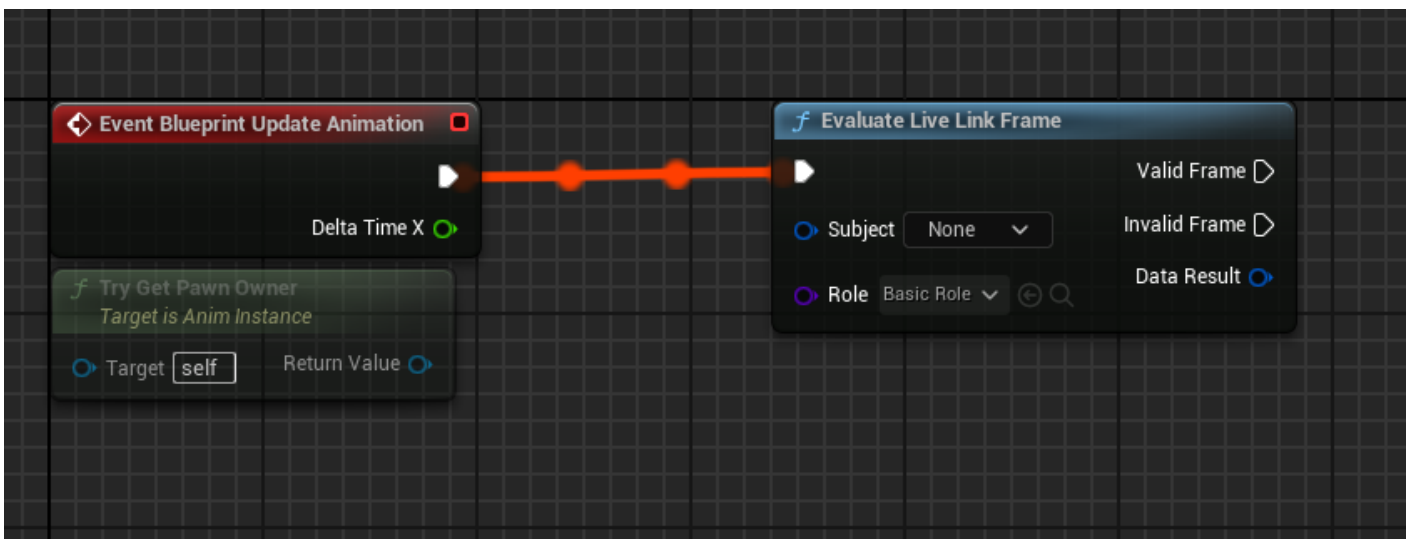 Event Blueprint Update Animation
Delta Time X
Try Get Pawn Owner
Target is Anim Instance
Target self
Return Value
Evaluate Live Link Frame
Valid Frame
Subject None
Invalid Frame
Role Basic Role
Data Result